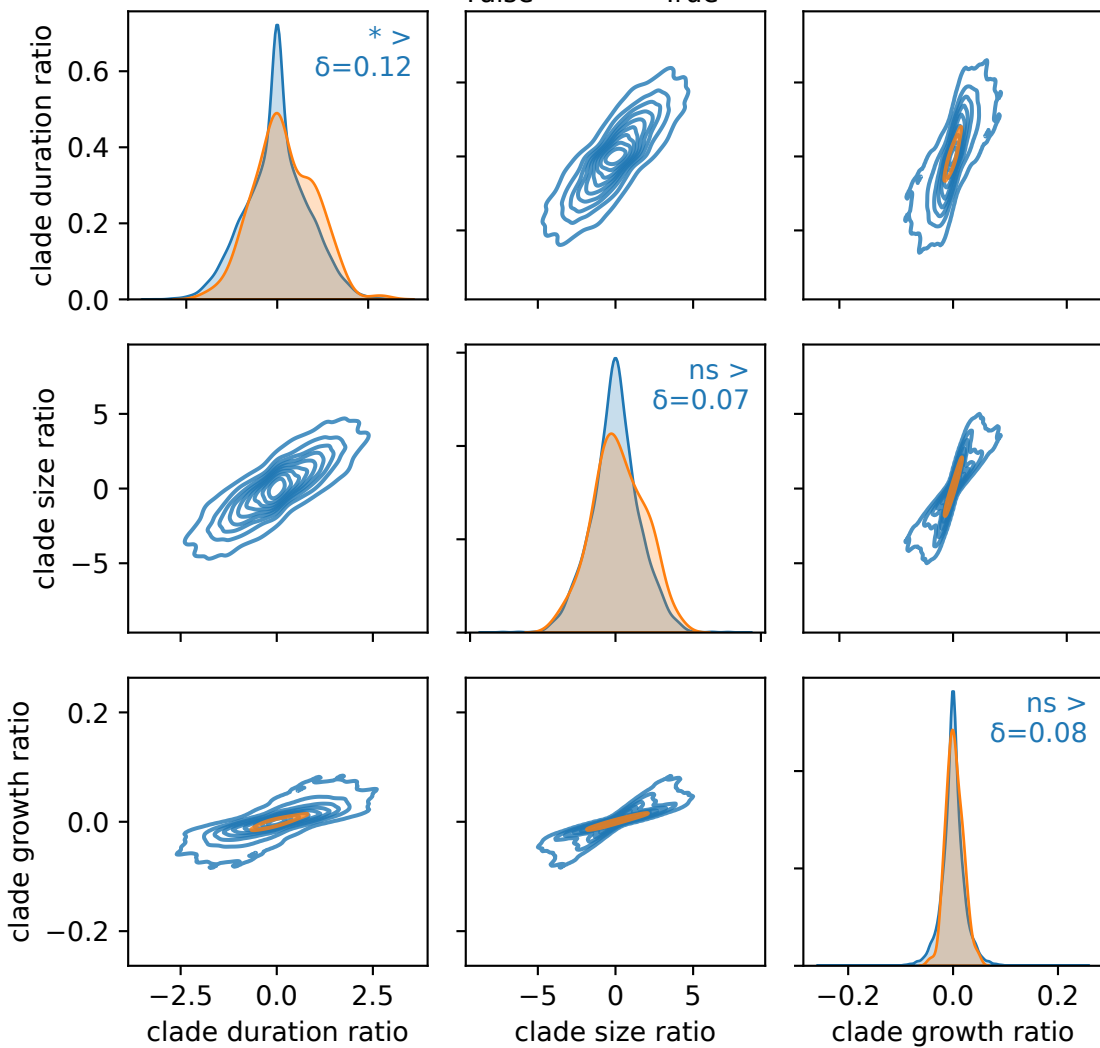 clade duration ratio
0.6
0.4
0.2
0.0
* >
δ=0.12
clade size ratio
5
0
−5
ns >
δ=0.07
clade growth ratio
0.2
0.0
−0.2
ns >
δ=0.08
−2.5 0.0 2.5
−5 0 5
−0.2 0.0 0.2
clade duration ratio
clade size ratio
clade growth ratio